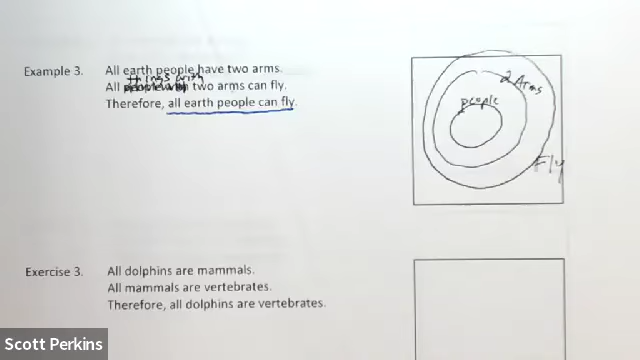 Example 3. All earth people have two arms.
things with
All two arms can fly.
Therefore, all earth people can fly.
2 Arms
people
Fly
Exercise 3. All dolphins are mammals.
All mammals are vertebrates.
Therefore, all dolphins are vertebrates.
Scott Perkins